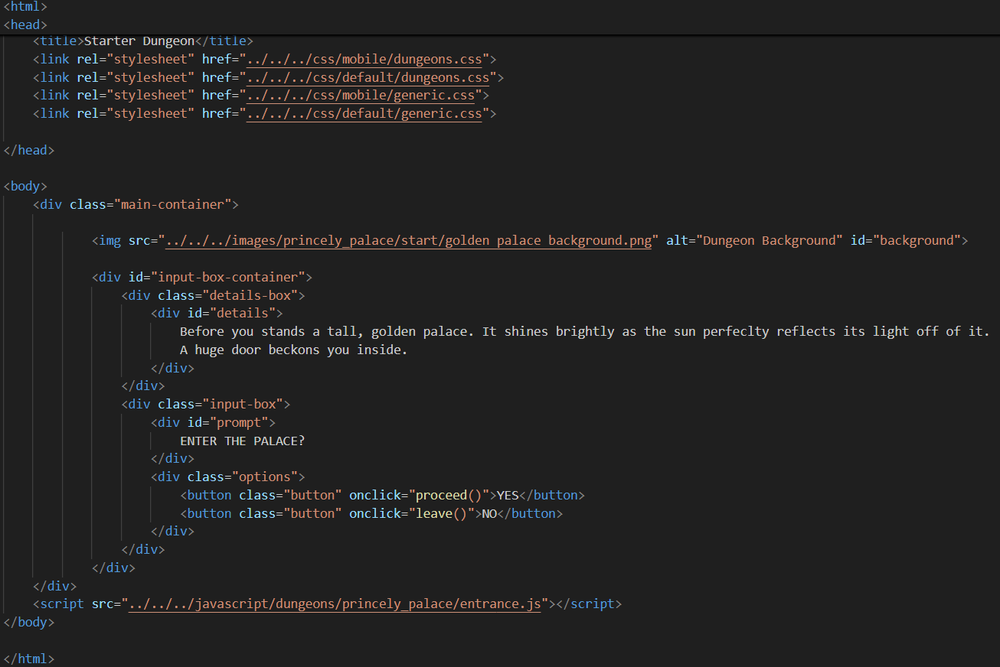 <html>
<head>
    <title>Starter Dungeon</title>
    <link rel="stylesheet" href="../../../css/mobile/dungeons.css">
    <link rel="stylesheet" href="../../../css/default/dungeons.css">
    <link rel="stylesheet" href="../../../css/mobile/generic.css">
    <link rel="stylesheet" href="../../../css/default/generic.css">
</head>
<body>
    <div class="main-container">
            <img src="../../../images/princely_palace/start/golden palace background.png" alt="Dungeon Background" id="background">
            <div id="input-box-container">
                <div class="details-box">
                    <div id="details">
                        Before you stands a tall, golden palace. It shines brightly as the sun perfeclty reflects its light off of it.
                        A huge door beckons you inside.
                    </div>
                </div>
                <div class="input-box">
                    <div id="prompt">
                        ENTER THE PALACE?
                    </div>
                    <div class="options">
                        <button class="button" onclick="proceed()">YES</button>
                        <button class="button" onclick="leave()">NO</button>
                    </div>
                </div>
            </div>
    </div>
    <script src="../../../javascript/dungeons/princely_palace/entrance.js"></script>
</body>
</html>